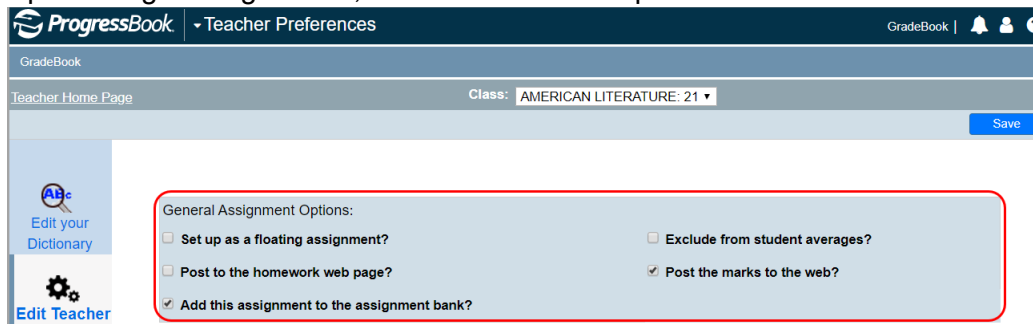 ProgressBook. Teacher Preferences GradeBook |
GradeBook
Teacher Home Page Class: AMERICAN LITERATURE: 21
Save
ABc
Edit your
Dictionary
General Assignment Options:
Set up as a floating assignment? Exclude from student averages?
Post to the homework web page? Post the marks to the web?
Add this assignment to the assignment bank?
Edit Teacher